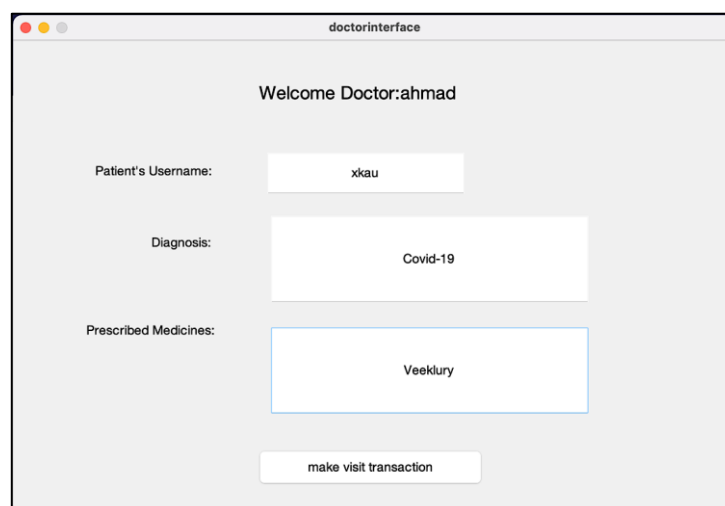 doctorinterface
Welcome Doctor:ahmad
Patient's Username: xkau
Diagnosis: Covid-19
Prescribed Medicines: Veeklury
make visit transaction